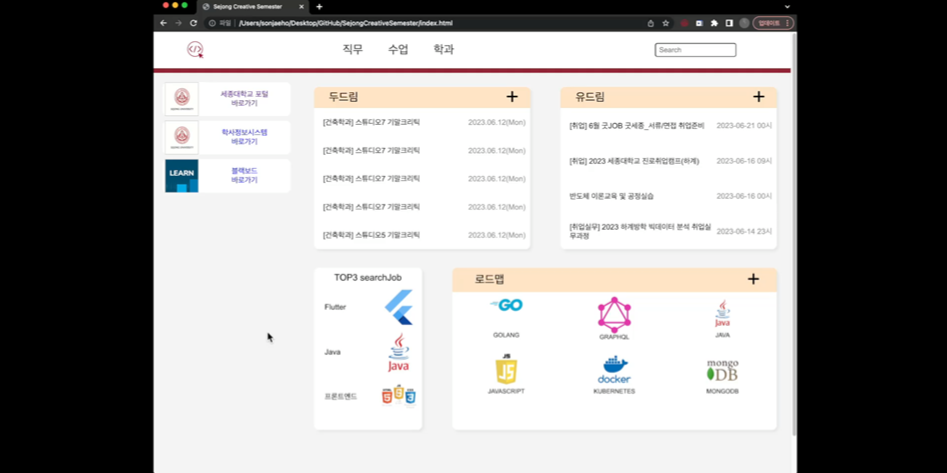 Sejong Creative Semester
파일
/Users/sonjaeho/Desktop/GitHub/SejongCreativeSemester/index.html
업데이트
직무
수업
학과
Search
세종대학교 포털
바로가기
학사정보시스템
바로가기
LEARN
블랙보드
바로가기
두드림
[건축학과] 스튜디오7 기말크리틱
2023.06.12(Mon)
[건축학과] 스튜디오7 기말크리틱
2023.06.12(Mon)
[건축학과] 스튜디오7 기말크리틱
2023.06.12(Mon)
[건축학과] 스튜디오7 기말크리틱
2023.06.12(Mon)
[건축학과] 스튜디오5 기말크리틱
2023.06.12(Mon)
유드림
[취업] 6월 굿JOB 굿세종_서류/면접 취업준비
2023-06-21 00시
[취업] 2023 세종대학교 진로취업캠프(하계)
2023-06-16 09시
반도체 이론교육 및 공정실습
2023-06-16 00시
[취업실무] 2023 하계방학 빅데이터 분석 취업실
무과정
2023-06-14 23시
TOP3 searchJob
Flutter
Java
Java
프론트엔드
로드맵
GO
GOLANG
GRAPHQL
Java
JAVA
JS
JAVASCRIPT
docker
KUBERNETES
mongo
DB
MONGODB